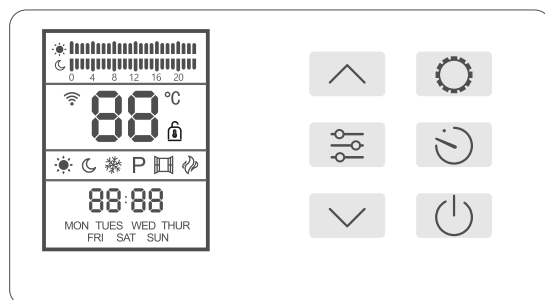 0 4 8 12 16 20
88 °C
P
88:88
MON TUES WED THUR
FRI SAT SUN